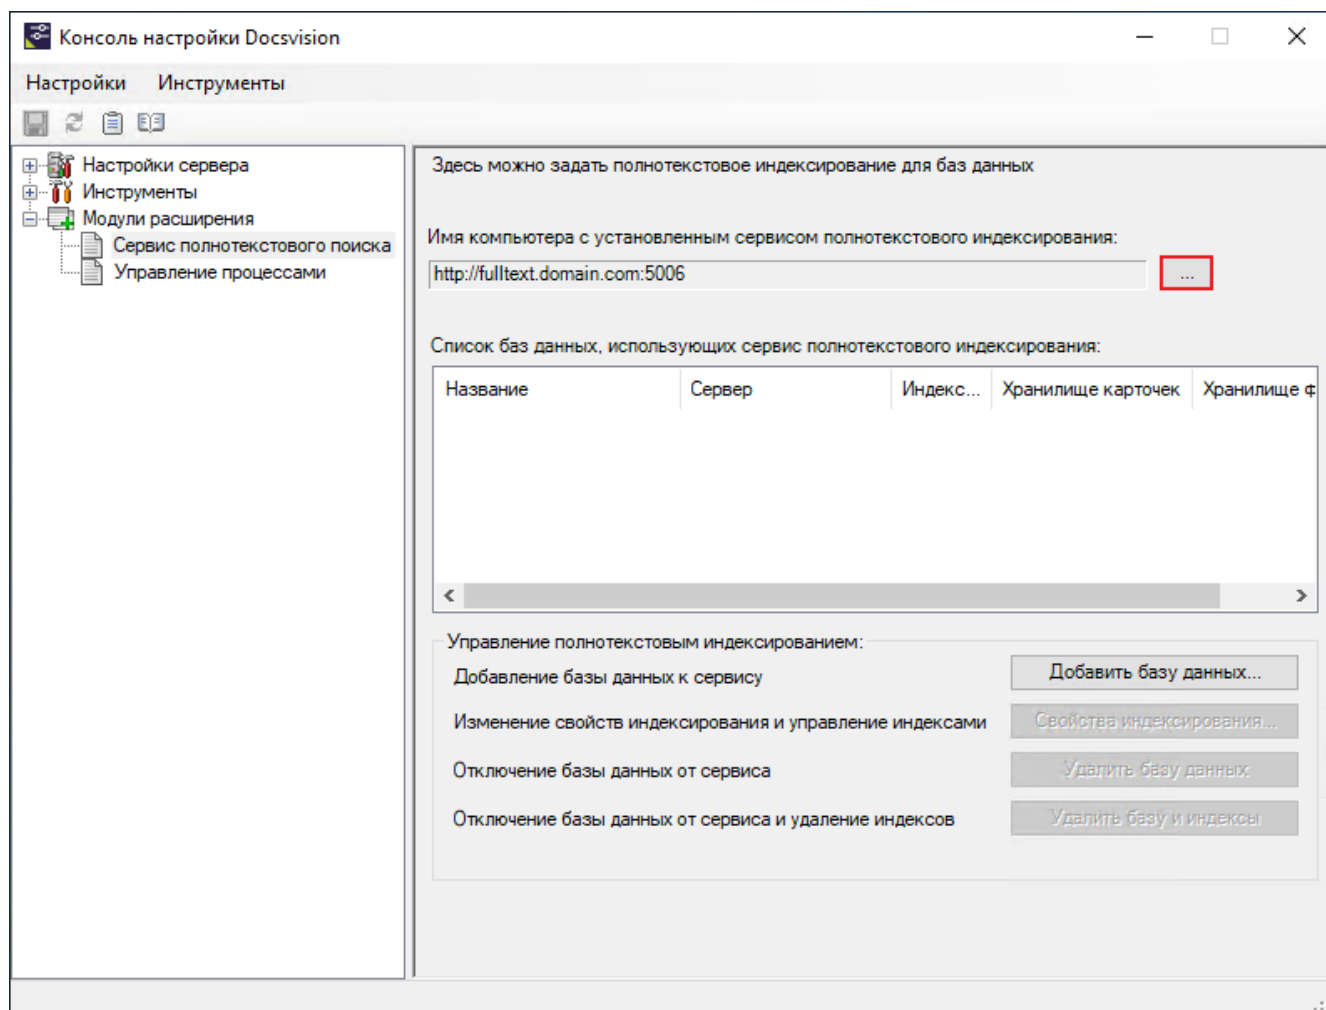 Консоль настройки Docsvision
Настройки Инструменты
Настройки сервера
Инструменты
Модули расширения
Сервис полнотекстового поиска
Управление процессами
Здесь можно задать полнотекстовое индексирование для баз данных
Имя компьютера с установленным сервисом полнотекстового индексирования:
http://fulltext.domain.com:5006 ...
Список баз данных, использующих сервис полнотекстового индексирования:
Название Сервер Индекс... Хранилище карточек Хранилище ф
Управление полнотекстовым индексированием:
Добавление базы данных к сервису Добавить базу данных...
Изменение свойств индексирования и управление индексами Свойства индексирования...
Отключение базы данных от сервиса Удалить базу данных
Отключение базы данных от сервиса и удаление индексов Удалить базу и индексы